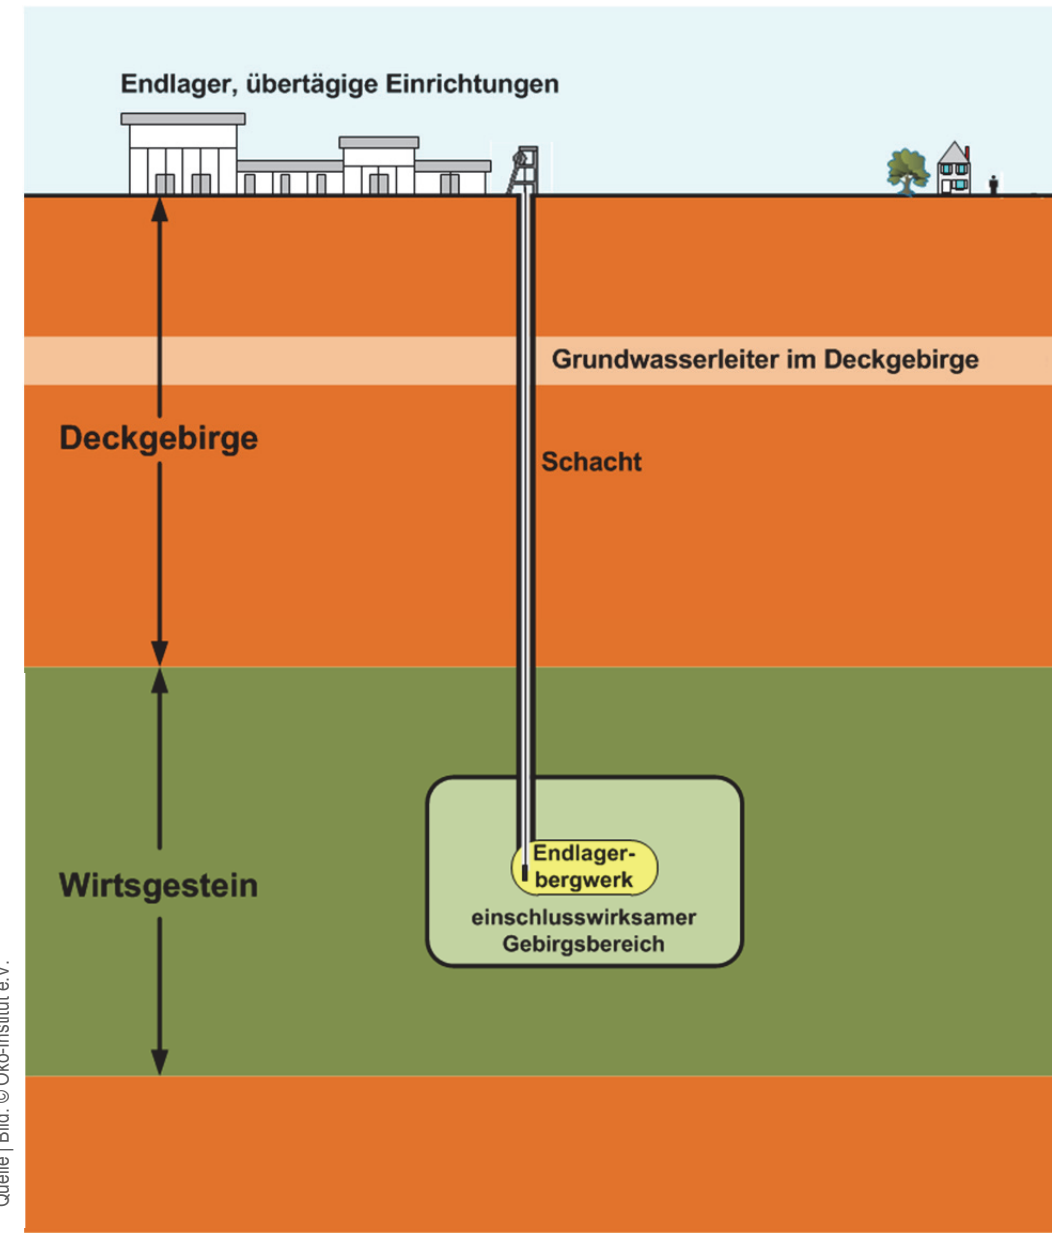 Endlager, übertägige Einrichtungen
Grundwasserleiter im Deckgebirge
Deckgebirge
Schacht
Endlager-
bergwerk
Wirtsgestein
einschlusswirksamer
Gebirgsbereich
Quelle | Bild: © Öko-Institut e.V.